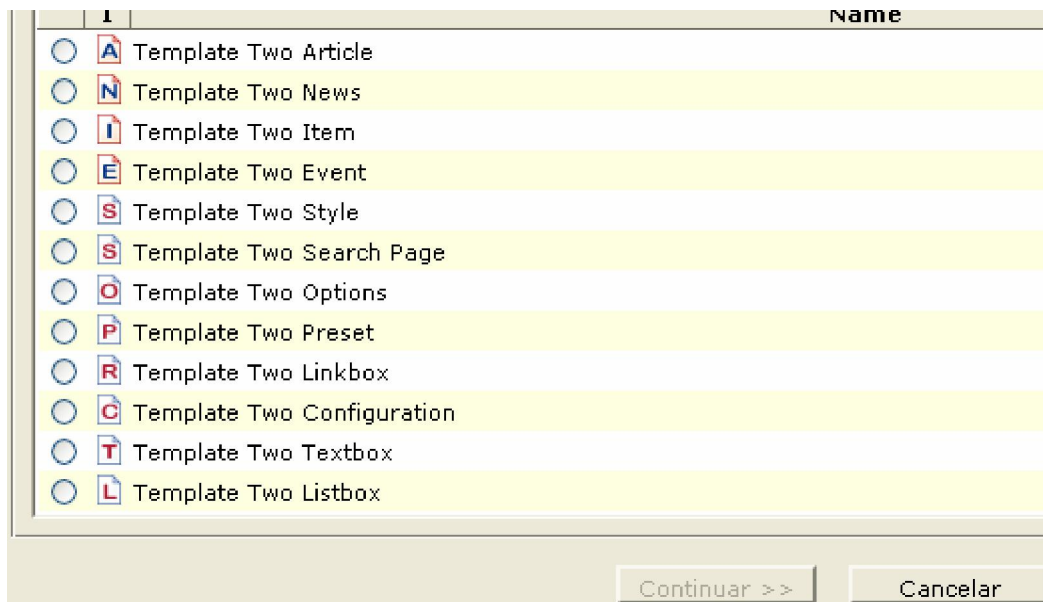 Name
A Template Two Article
N Template Two News
I Template Two Item
E Template Two Event
S Template Two Style
S Template Two Search Page
O Template Two Options
P Template Two Preset
R Template Two Linkbox
C Template Two Configuration
T Template Two Textbox
L Template Two Listbox
Continuar >> Cancelar